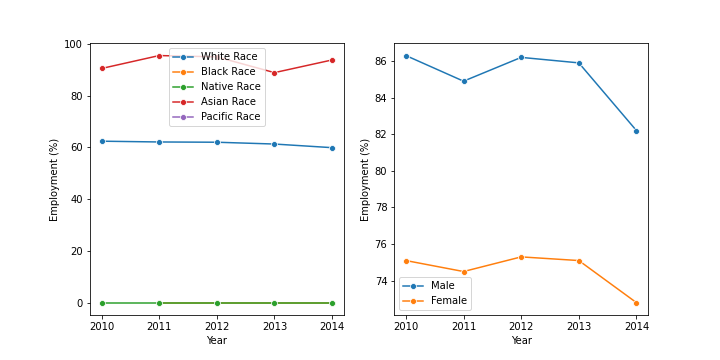 100
80
60
40
20
0
Employment (%)
2010 2011 2012 2013 2014
Year
White Race
Black Race
Native Race
Asian Race
Pacific Race
86
84
82
80
78
76
74
Employment (%)
2010 2011 2012 2013 2014
Year
Male
Female